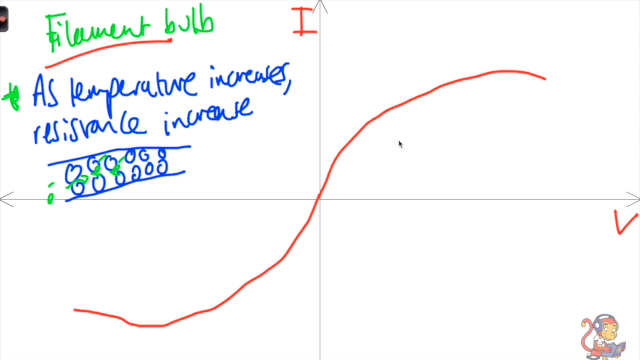 Filament bulb
I
* As temperature increases,
resistance increase
V